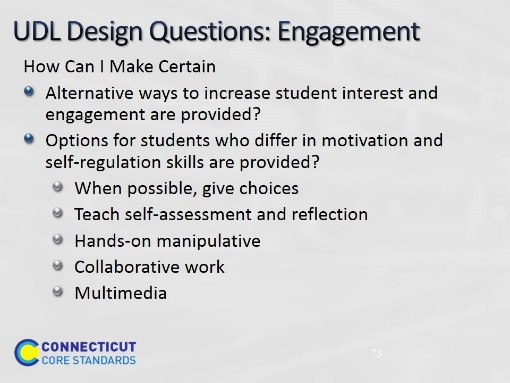 UDL Design Questions: Engagement
How Can I Make Certain
Alternative ways to increase student interest and
engagement are provided?
Options for students who differ in motivation and
self-regulation skills are provided?
When possible, give choices
Teach self-assessment and reflection
Hands-on manipulative
Collaborative work
Multimedia
CONNECTICUT
CORE STANDARDS
73